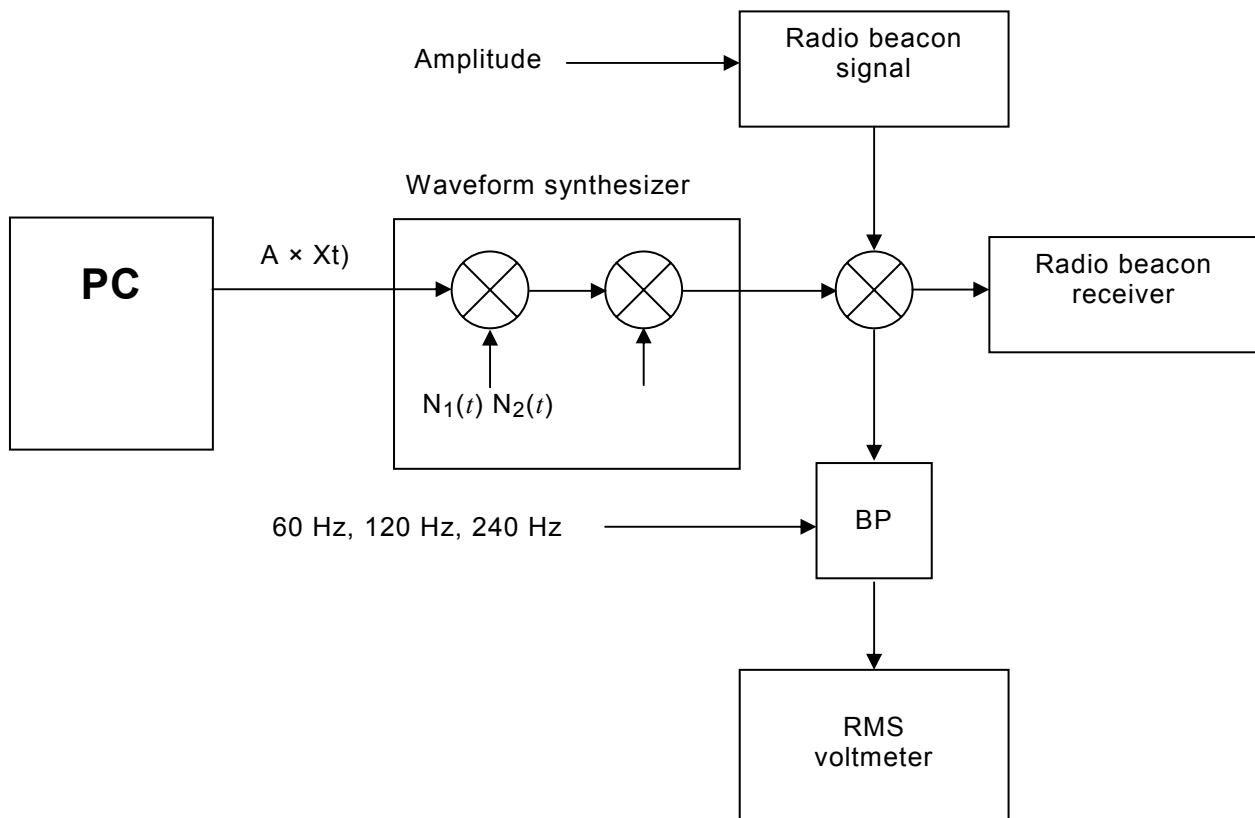 Radio beacon
signal
Amplitude
Waveform synthesizer
PC
A × Xt)
Radio beacon
receiver
N1(t) N2(t)
60 Hz, 120 Hz, 240 Hz
BP
RMS
voltmeter